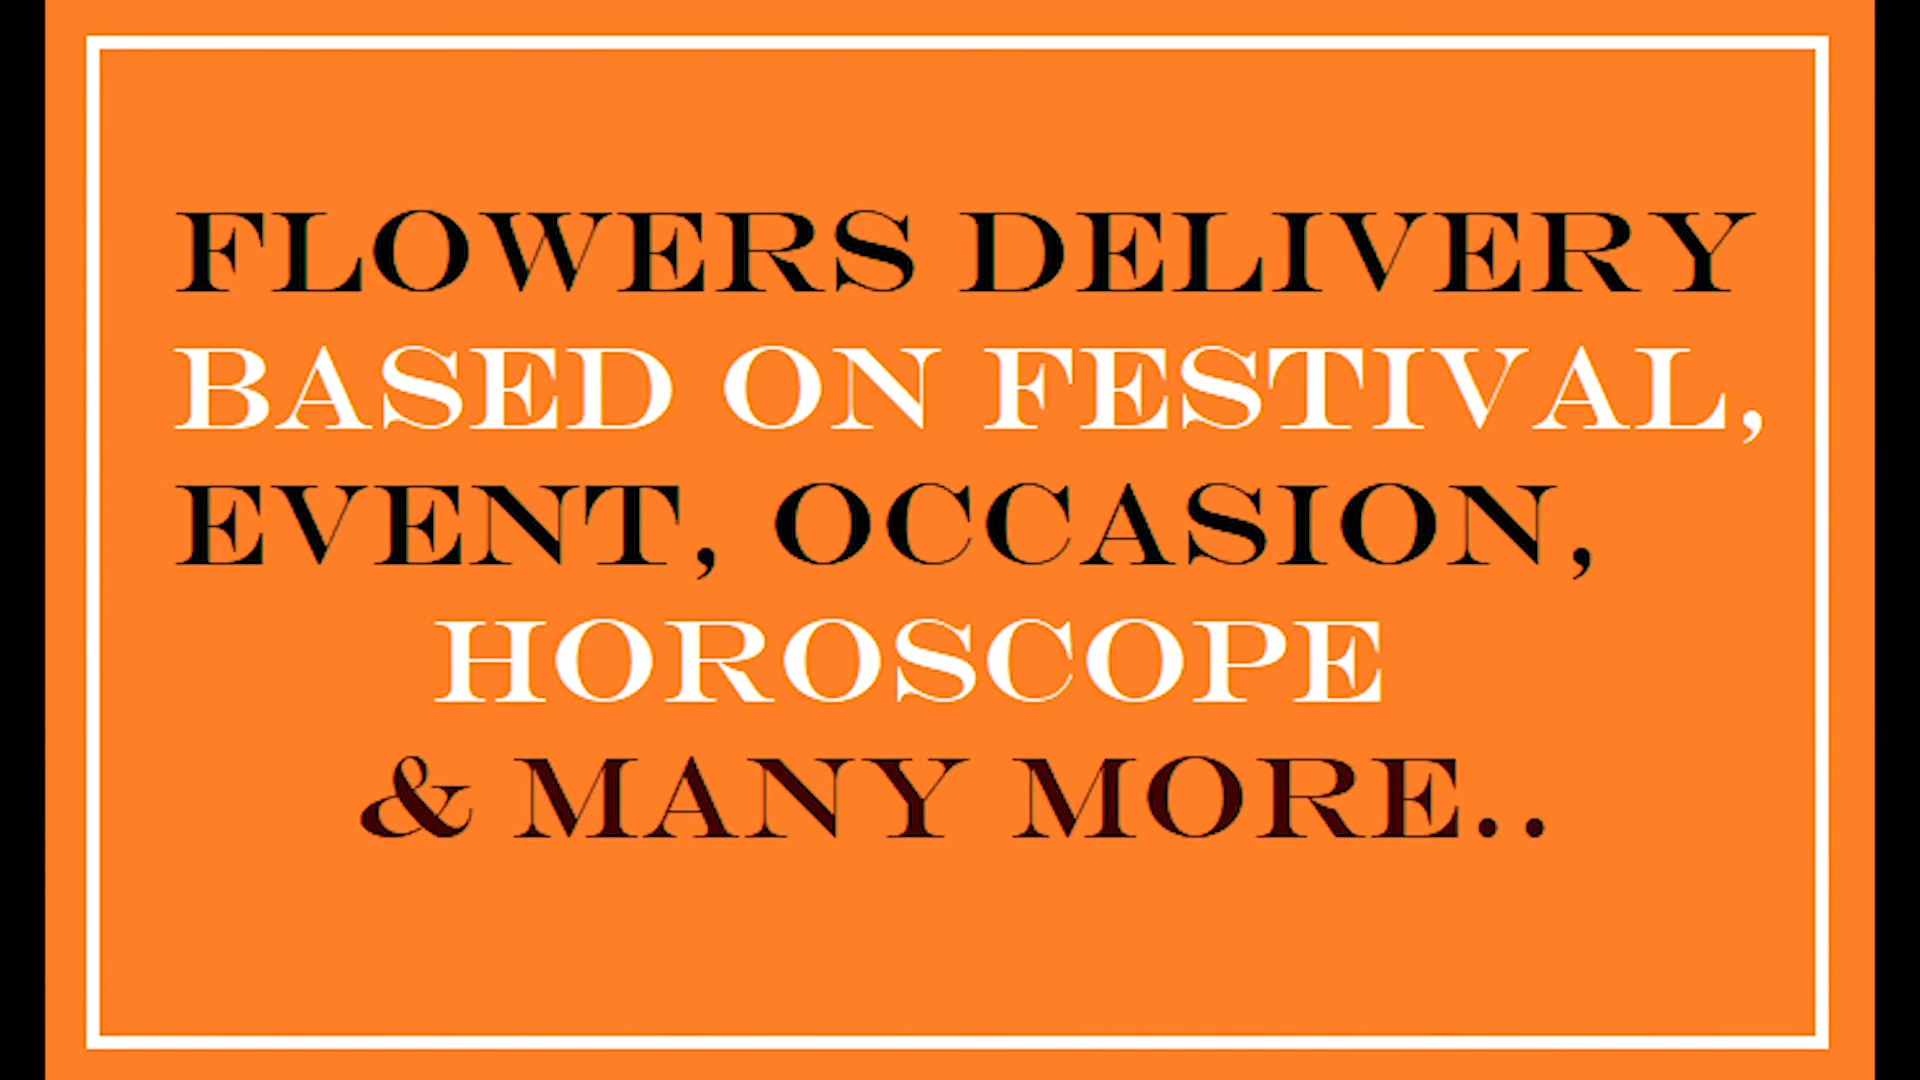 FLOWERS DELIVERY
BASED ON FESTIVAL,
EVENT, OCCASION,
HOROSCOPE
& MANY MORE..